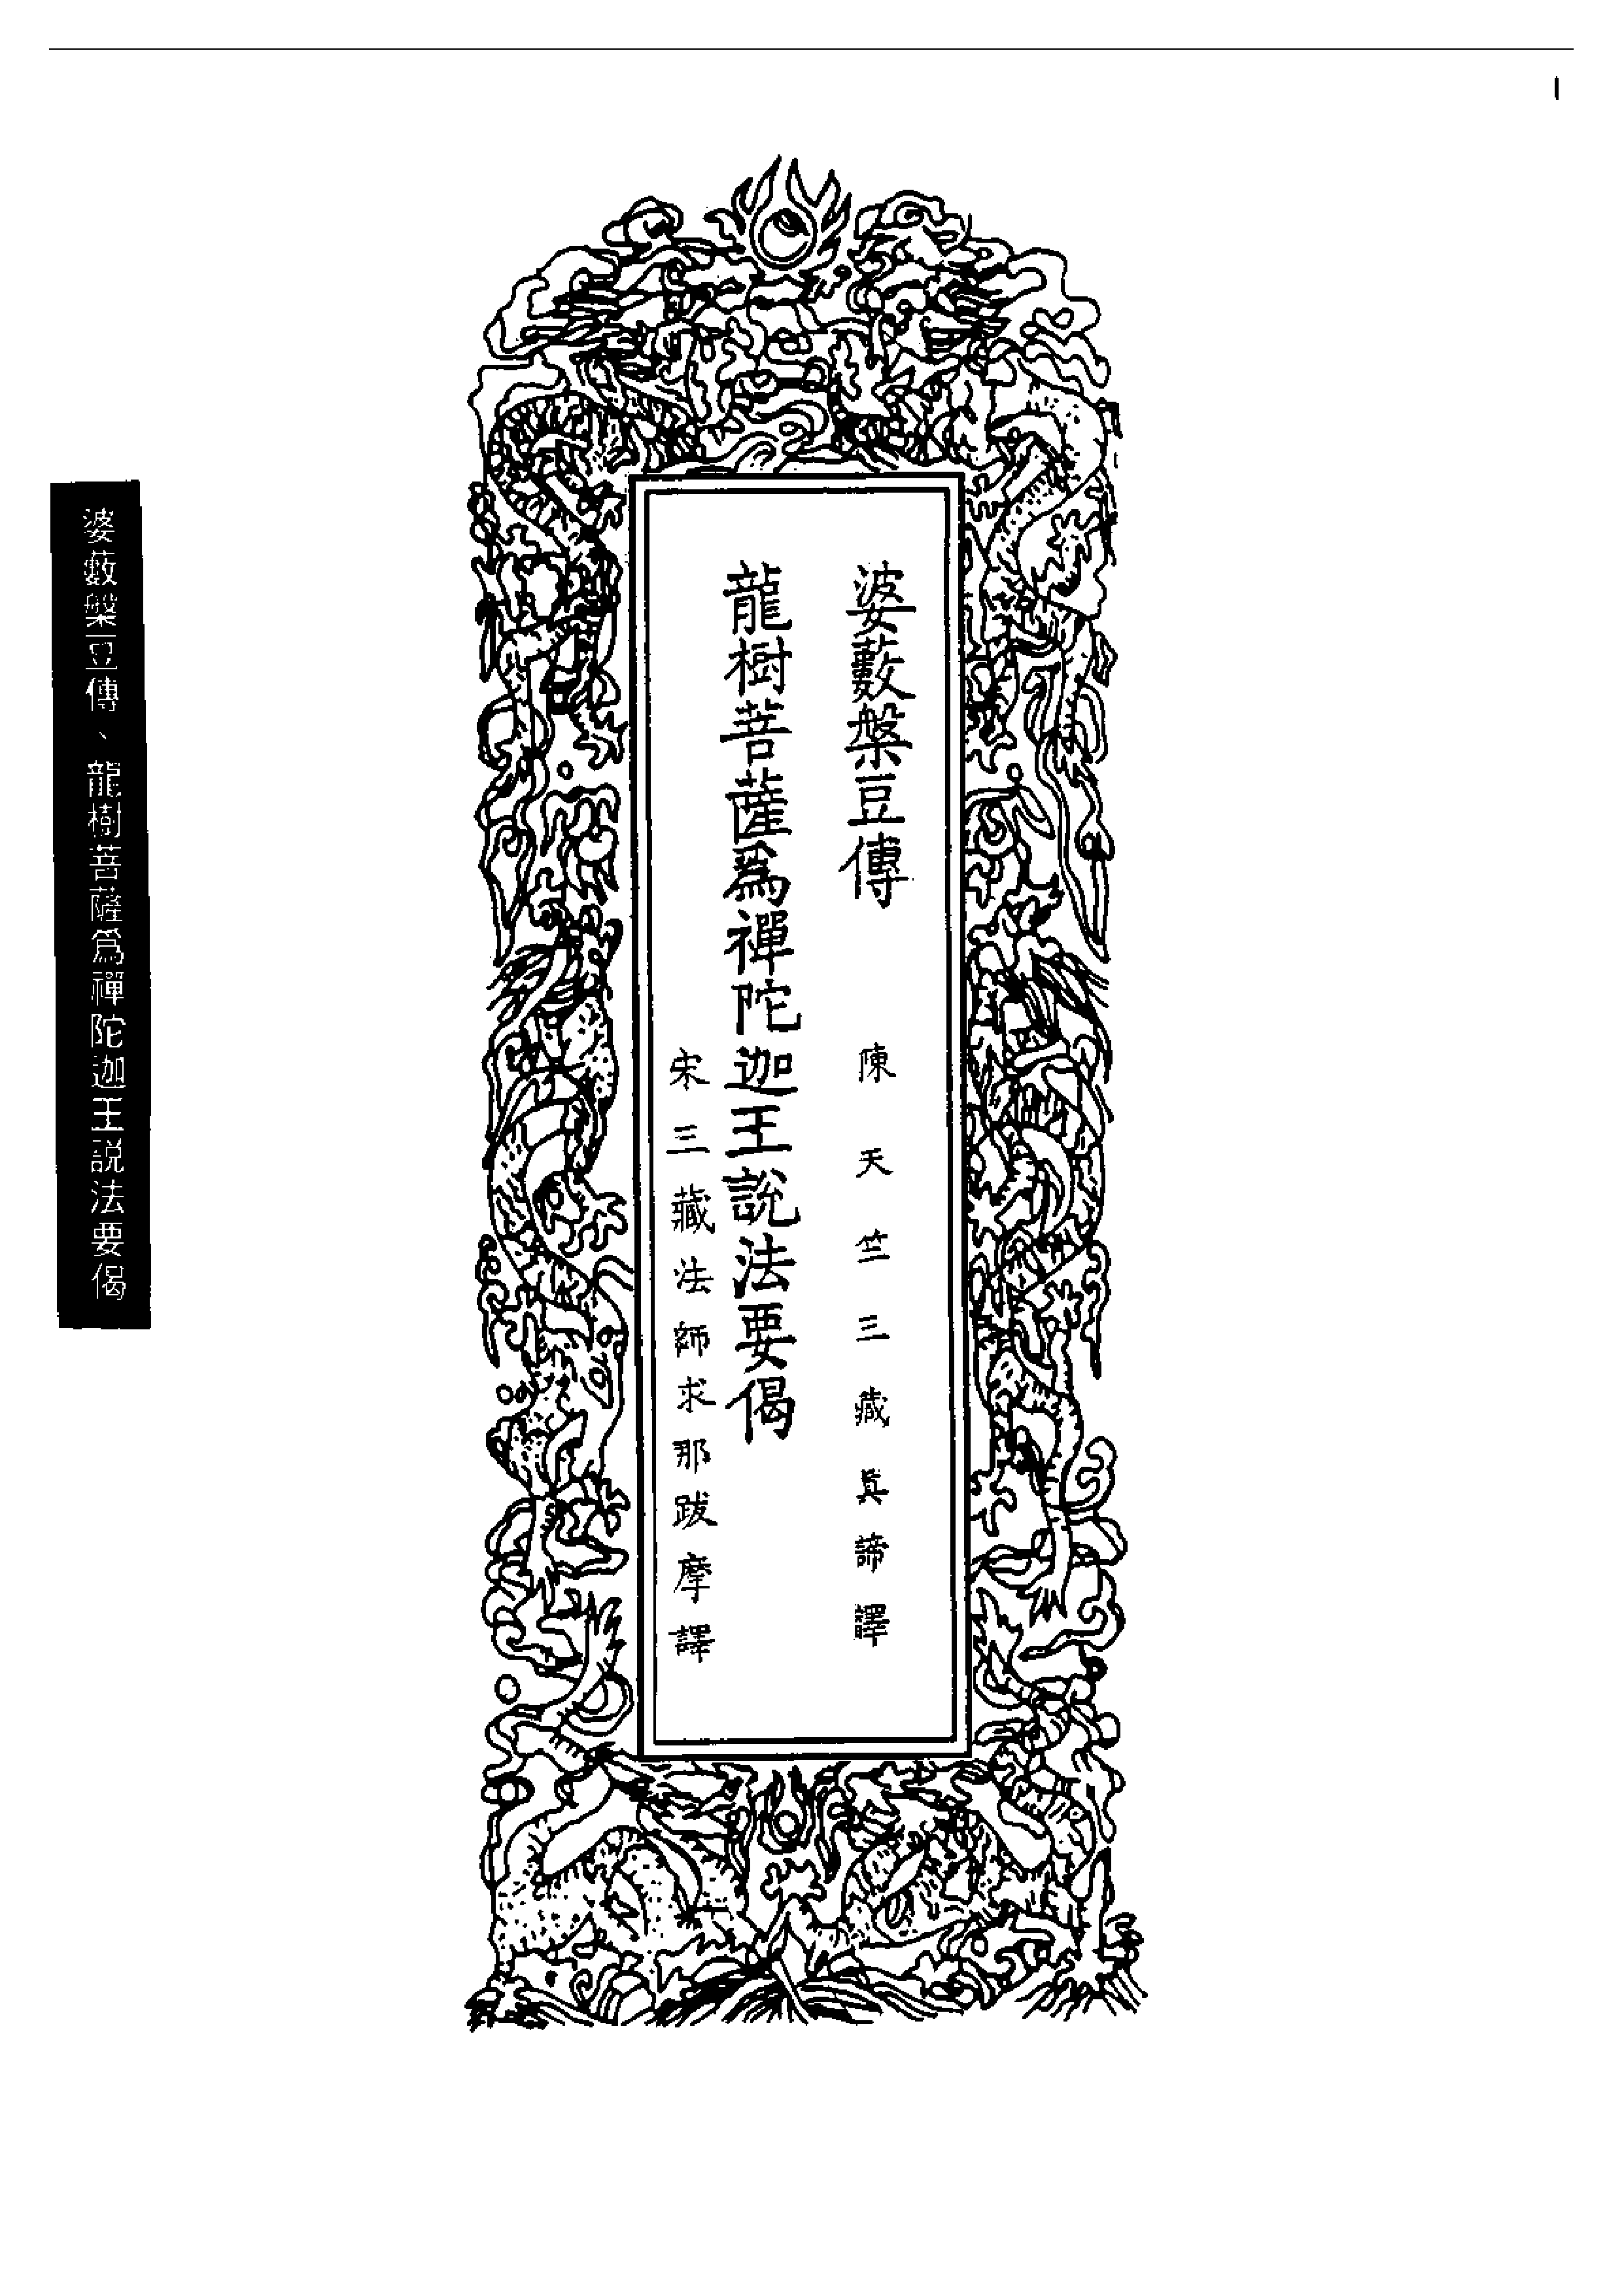 一
婆藪槃豆傳
陳天竺三藏眞諦譯
龍樹菩薩爲禪陀迦王說法要偈
宋三藏法師求那跋摩譯
婆藪槃豆傳、龍樹菩薩爲禪陀迦王説法要偈